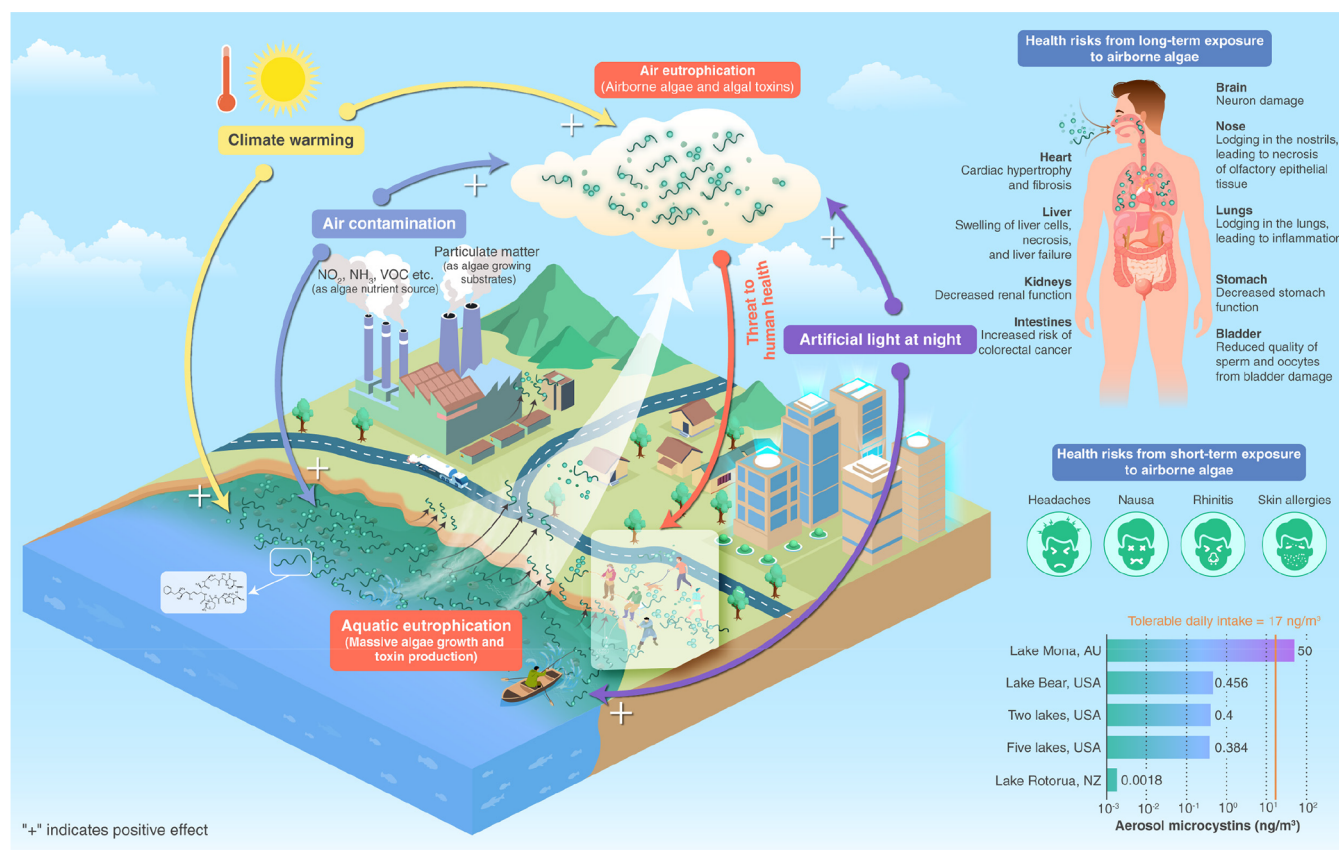 Health risks from long-term exposure
to airborne algae
Air eutrophication
(Airborne algae and algal toxins)
Climate warming
Air contamination
NO2, NH3, VOC etc.
(as algae nutrient source)
Particulate matter
(as algae growing
substrates)
Threat to
human health
Artificial light at night
Aquatic eutrophication
(Massive algae growth and
toxin production)
"+" indicates positive effect
+
+
+
+
+
+
Heart
Cardiac hypertrophy
and fibrosis
Liver
Swelling of liver cells,
necrosis,
and liver failure
Kidneys
Decreased renal function
Intestines
Increased risk of
colorectal cancer
Brain
Neuron damage
Nose
Lodging in the nostrils,
leading to necrosis
of olfactory epithelial
tissue
Lungs
Lodging in the lungs,
leading to inflammation
Stomach
Decreased stomach
function
Bladder
Reduced quality of
sperm and oocytes
from bladder damage
Health risks from short-term exposure
to airborne algae
Headaches Nausa Rhinitis Skin allergies
Tolerable daily intake = 17 ng/m³
Lake Mona, AU 50
Lake Bear, USA 0.456
Two lakes, USA 0.4
Five lakes, USA 0.384
Lake Rotorua, NZ 0.0018
10⁻³ 10⁻² 10⁻¹ 10⁰ 10¹ 10²
Aerosol microcystins (ng/m³)